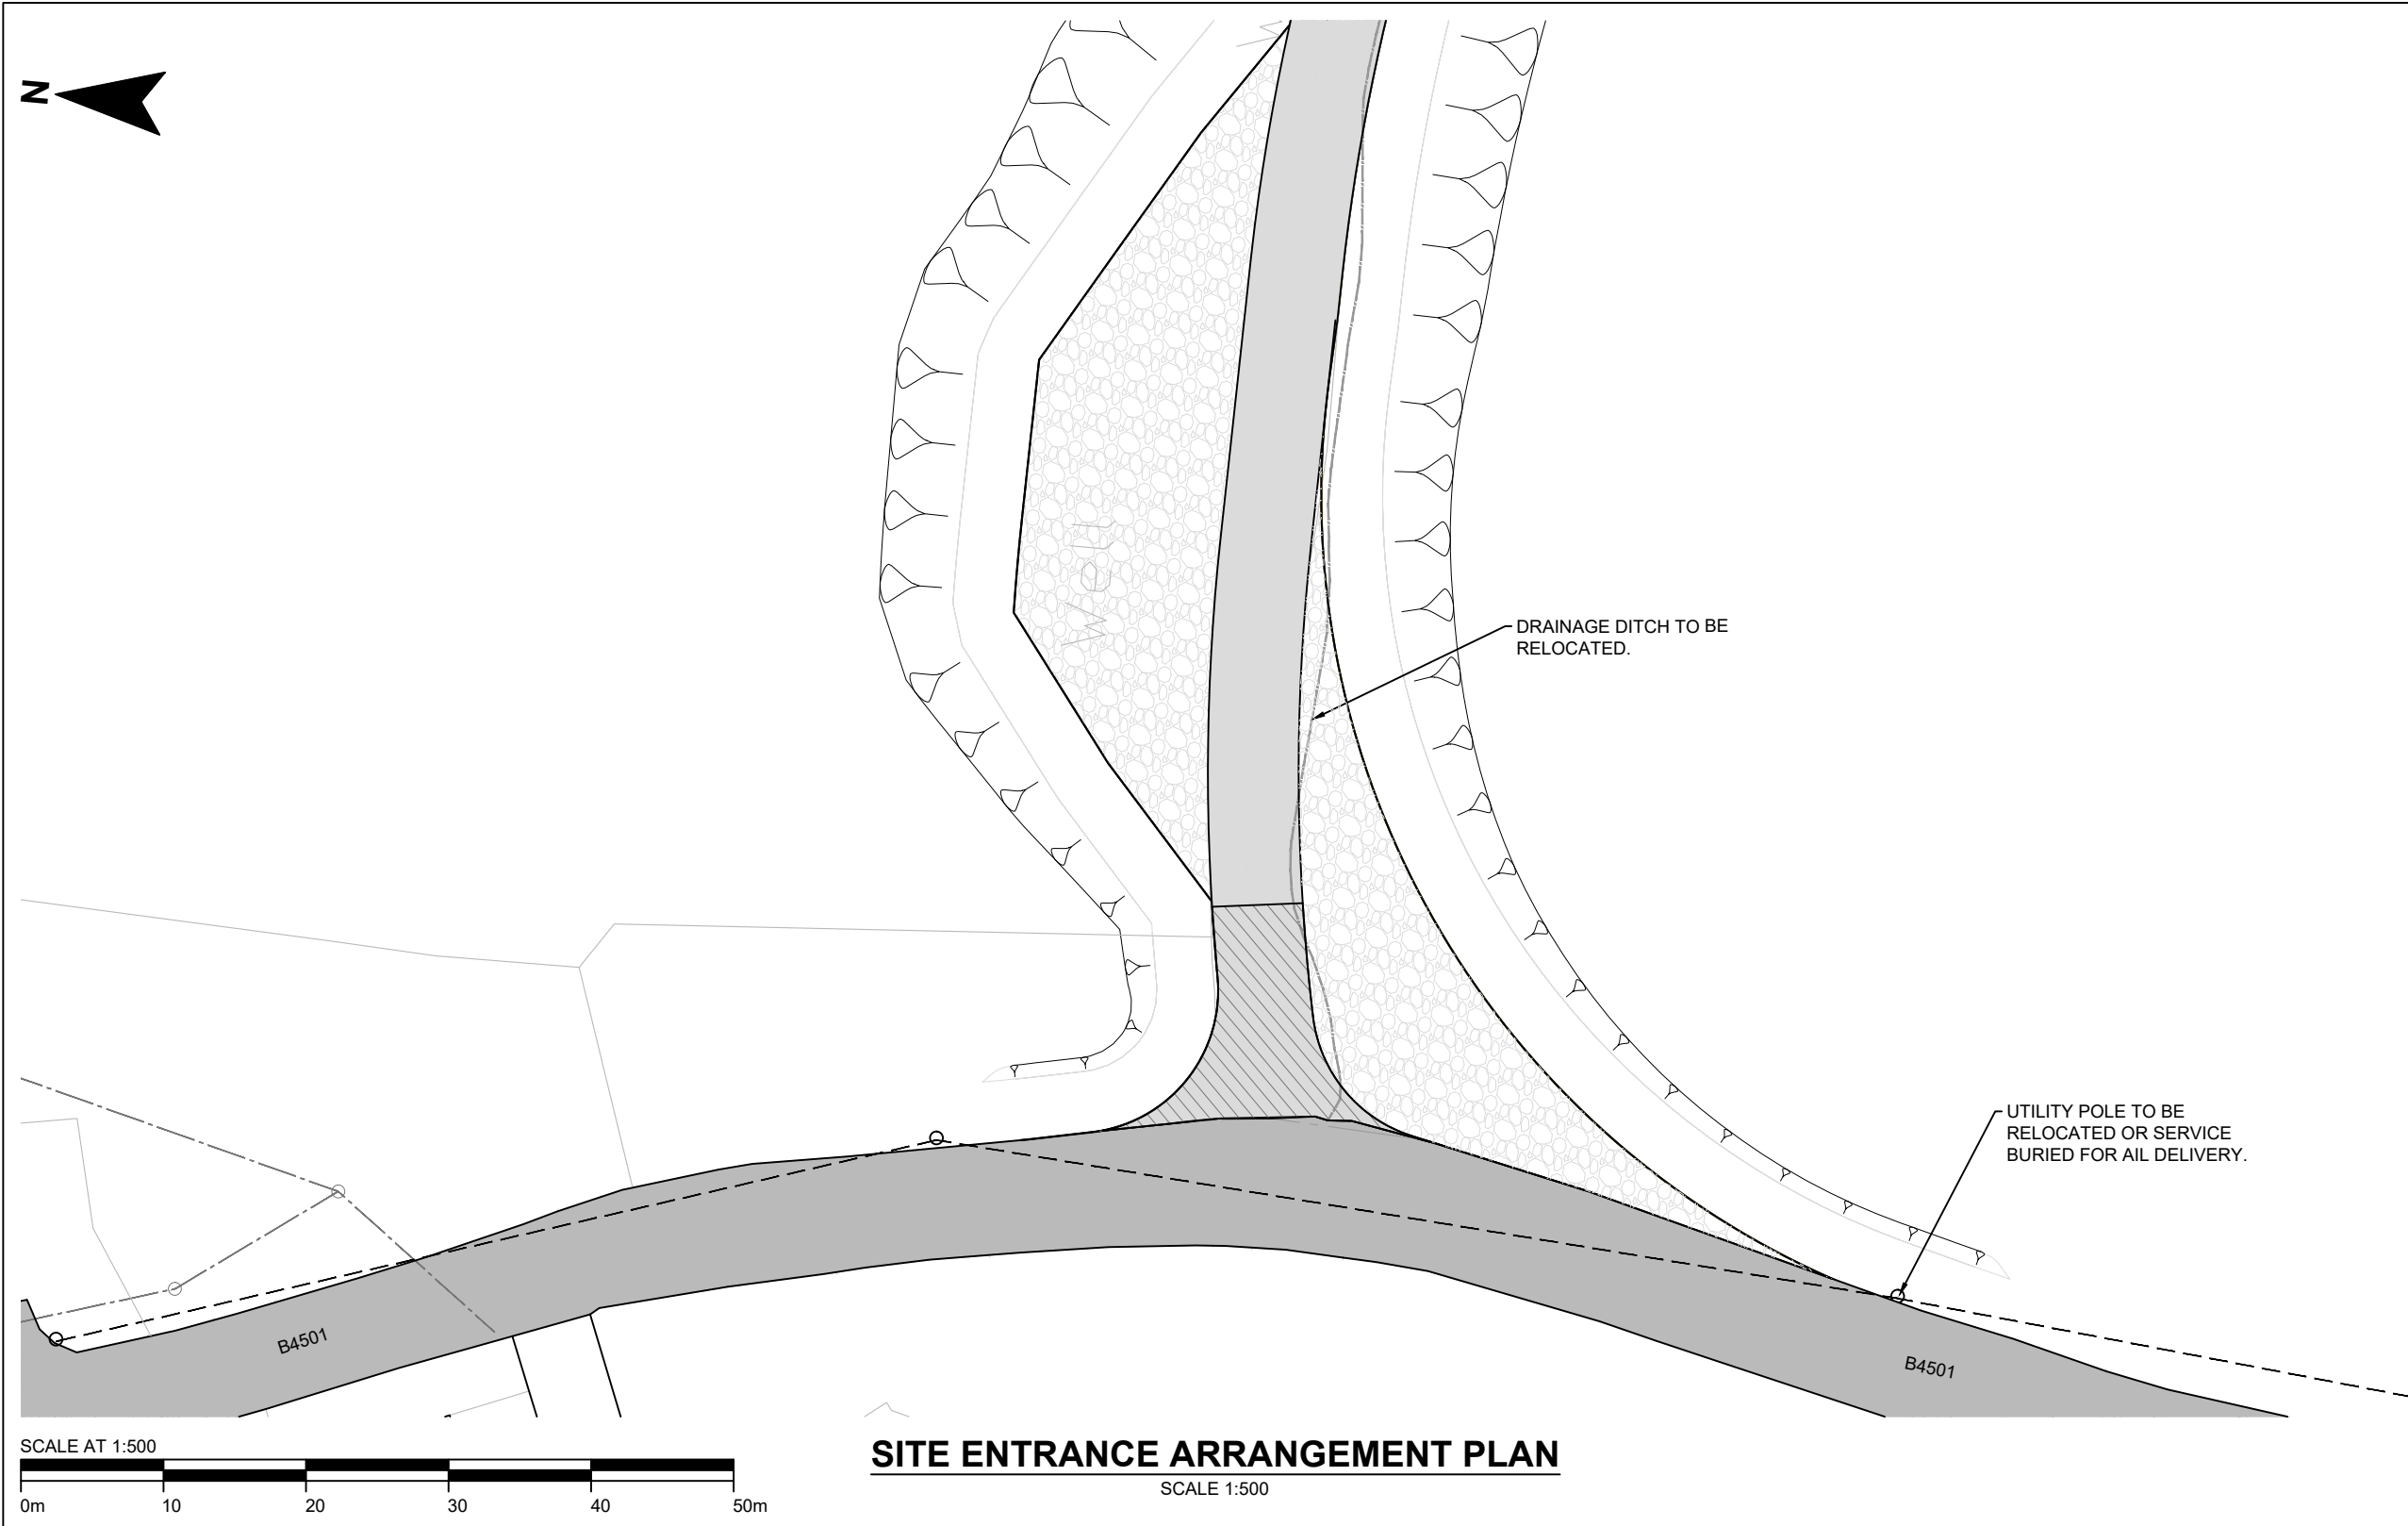 N
DRAINAGE DITCH TO BE
RELOCATED.
UTILITY POLE TO BE
RELOCATED OR SERVICE
BURIED FOR AIL DELIVERY.
B4501
B4501
SCALE AT 1:500
0m 10 20 30 40 50m
SITE ENTRANCE ARRANGEMENT PLAN
SCALE 1:500